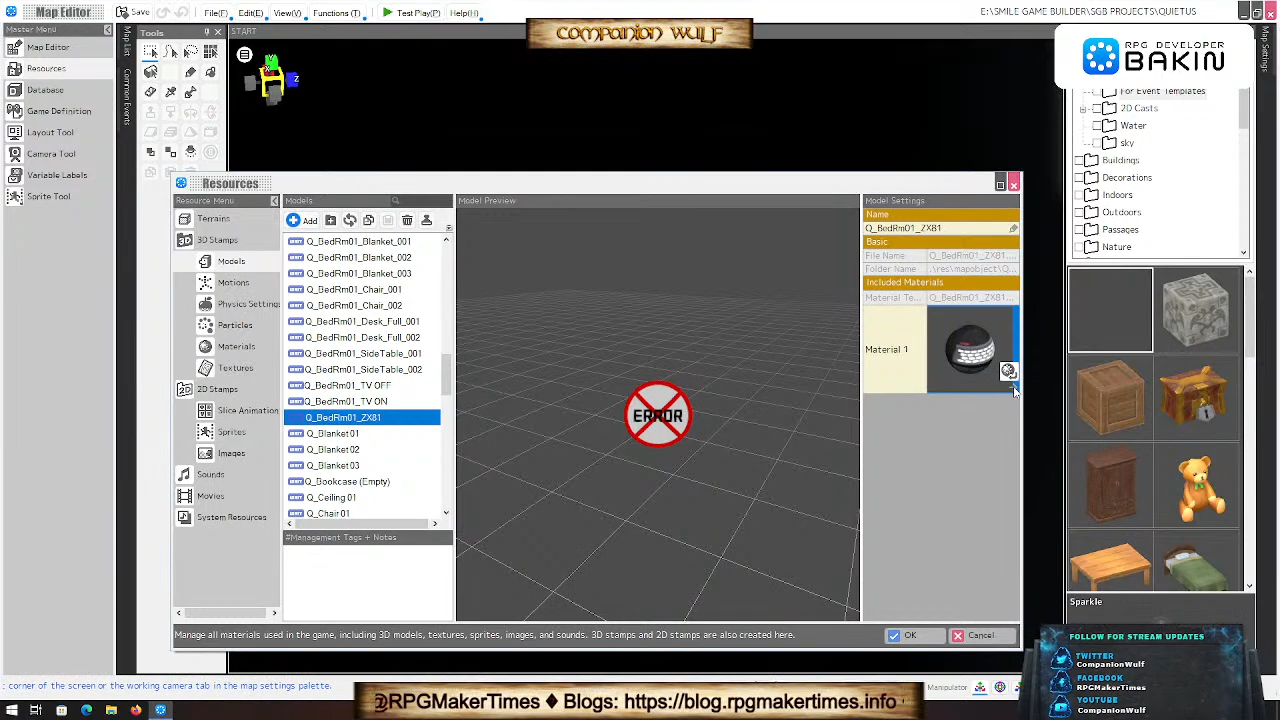 Map Editor
Save
File(F)
Edit(E)
View(V)
Functions (T)
Test Play(P)
Help(H)
E:\SMILE GAME BUILDER\SGB PROJECTS\QUIETUS
Companion Wulf
RPG DEVELOPER
BAKIN
Master Menu
Map Editor
Resources
Database
Game Definition
Layout Tool
Camera Tool
Variable Labels
Sprite Tool
Map List
Common Events
Tools
START
Y
X
Z
Map Settings
For Event Templates
2D Casts
Water
sky
Buildings
Decorations
Indoors
Outdoors
Passages
Nature
Sparkle
Resources
Resource Menu
Terrains
3D Stamps
Models
Motions
Physics Setting
Particles
Materials
Textures
2D Stamps
Slice Animation
Sprites
Images
Sounds
Movies
System Resources
Models
Add
Q_BedRm01_Blanket_001
Q_BedRm01_Blanket_002
Q_BedRm01_Blanket_003
Q_BedRm01_Chair_001
Q_BedRm01_Chair_002
Q_BedRm01_Desk_Full_001
Q_BedRm01_Desk_Full_002
Q_BedRm01_SideTable_001
Q_BedRm01_SideTable_002
Q_BedRm01_TV OFF
Q_BedRm01_TV ON
Q_BedRm01_ZX81
Q_Blanket01
Q_Blanket02
Q_Blanket03
Q_Bookcase (Empty)
Q_Ceiling 01
Q_Chair 01
#Management Tags + Notes
Model Preview
ERROR
Model Settings
Name
Q_BedRm01_ZX81
Basic
File Name Q_BedRm01_ZX81...
Folder Name .\res\mapobject\Q...
Included Materials
Material Te... Q_BedRm01_ZX81...
Material 1
Manage all materials used in the game, including 3D models, textures, sprites, images, and sounds. 3D stamps and 2D stamps are also created here.
OK
Cancel
corner of the screen or the working camera tab in the map settings palette.
Manipulator
@RPGMakerTimes ♦ Blogs: https://blog.rpgmakertimes.info
FOLLOW FOR STREAM UPDATES
TWITTER
CompanionWulf
FACEBOOK
RPGMakerTimes
YOUTUBE
CompanionWulf